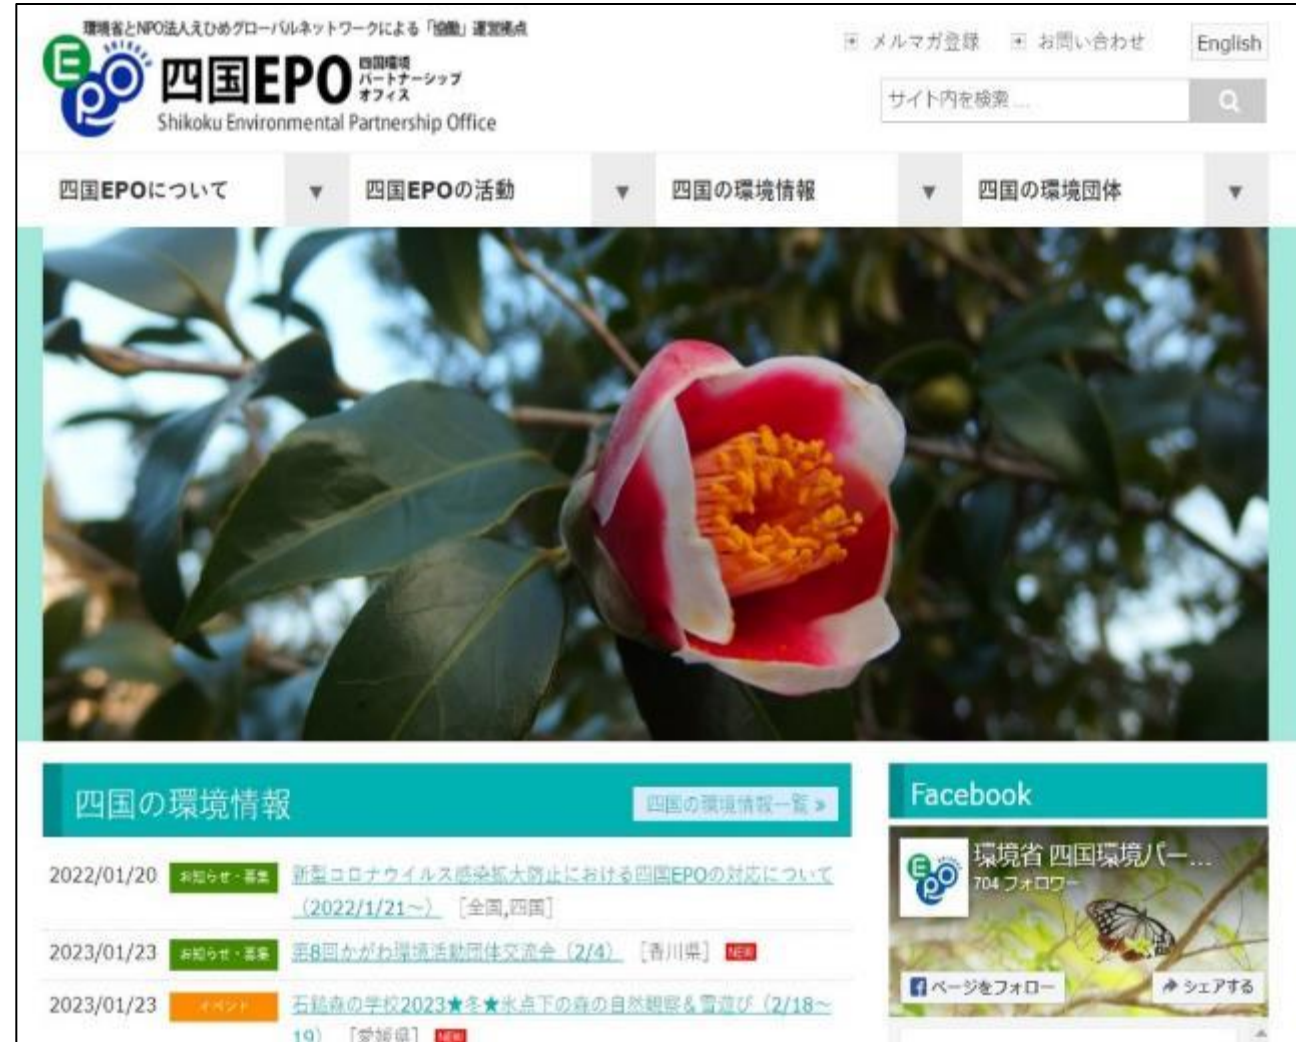 環境省とNPO法人えひめグローバルネットワークによる「協働」運営拠点
四国EPO
四国環境
パートナーシップ
オフィス
Shikoku Environmental Partnership Office
メルマガ登録
お問い合わせ
English
サイト内を検索 ...
四国EPOについて ▼
四国EPOの活動 ▼
四国の環境情報 ▼
四国の環境団体 ▼
四国の環境情報
四国の環境情報一覧 »
2022/01/20 お知らせ・募集 新型コロナウイルス感染拡大防止における四国EPOの対応について
（2022/1/21～） [全国,四国]
2023/01/23 お知らせ・募集 第8回かがわ環境活動団体交流会（2/4） [香川県] NEW
2023/01/23 イベント 石鎚森の学校2023★冬★氷点下の森の自然観察＆雪遊び（2/18～
19） [愛媛県] NEW
Facebook
EPO
環境省 四国環境パー...
704 フォロワー
ページをフォロー
シェアする